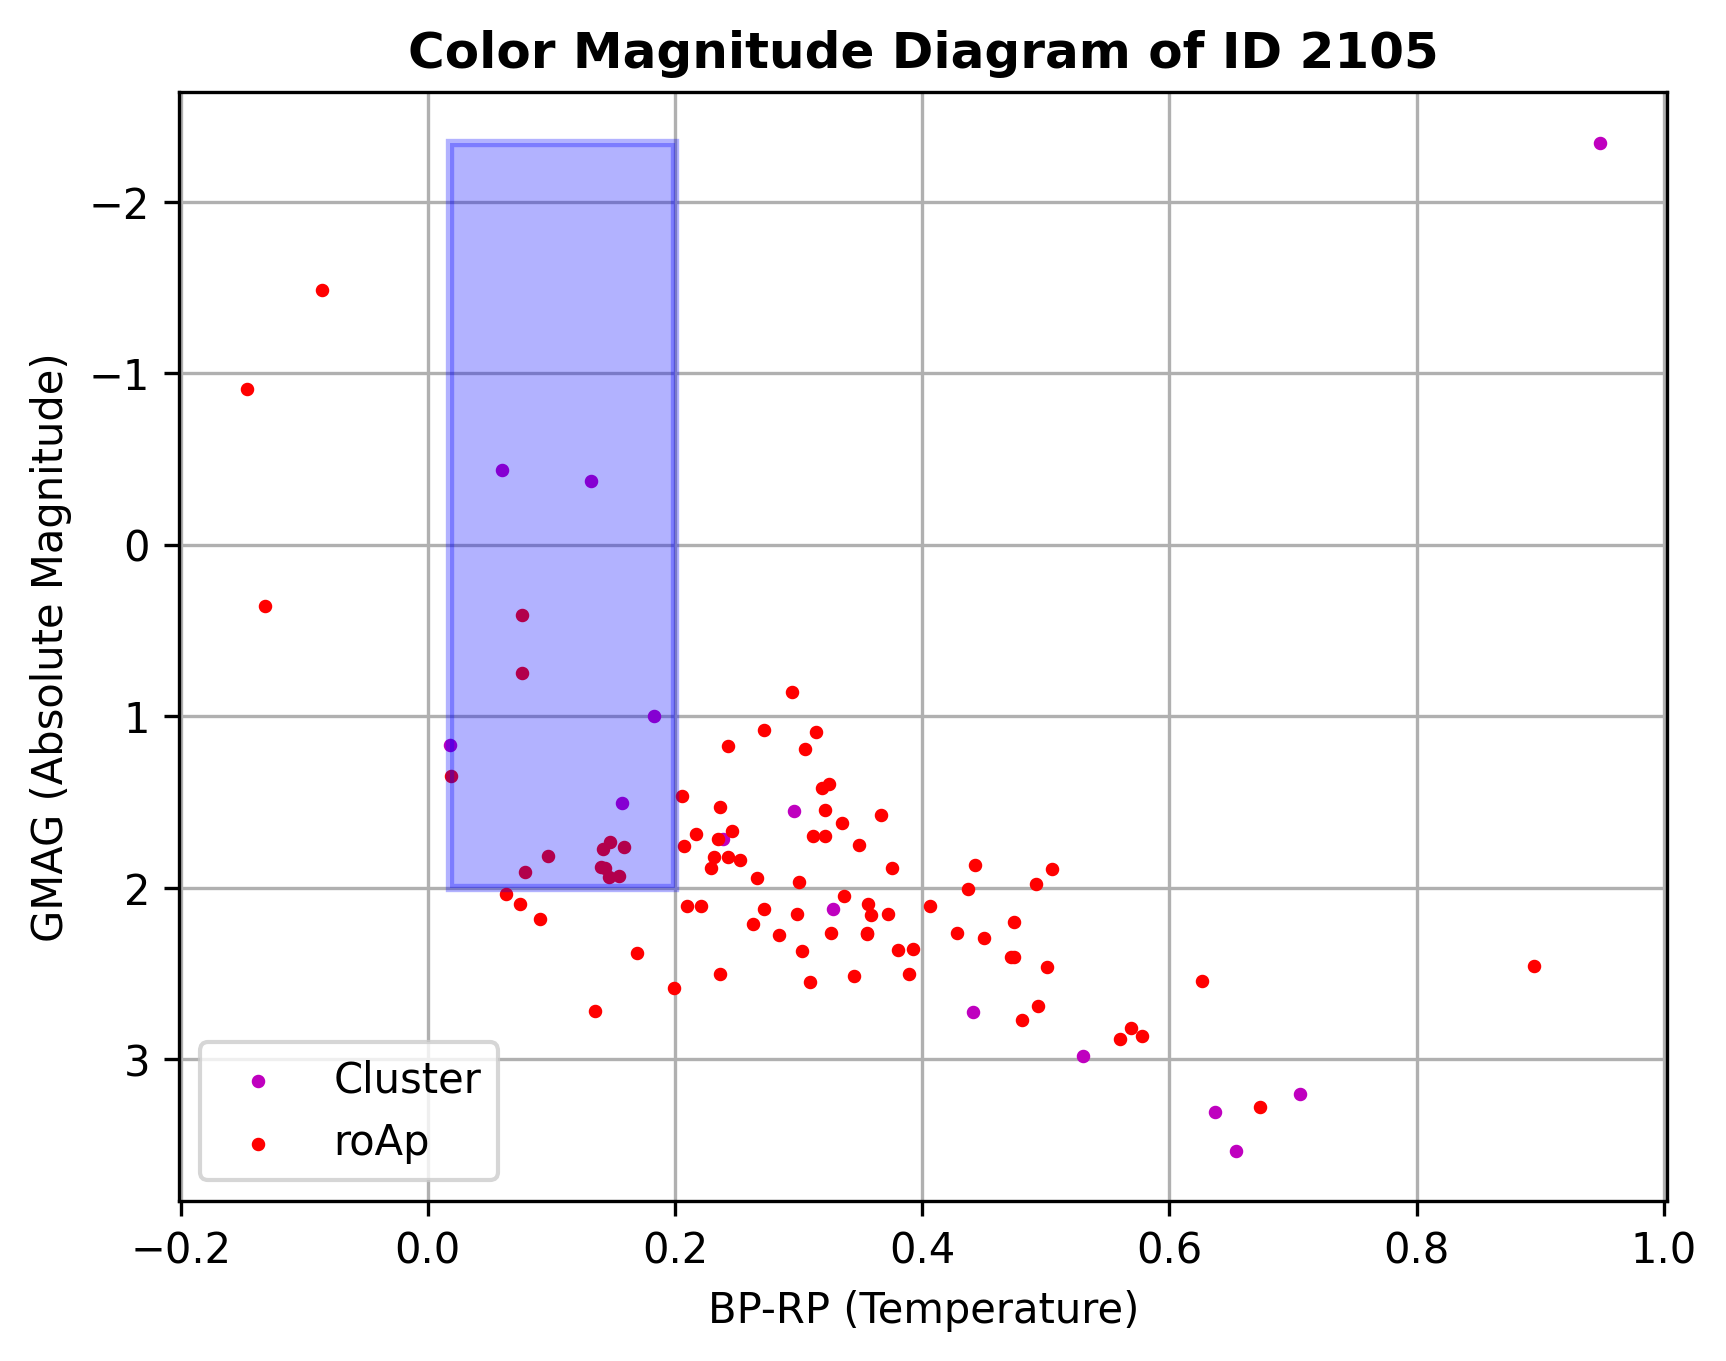 Color Magnitude Diagram of ID 2105
GMAG (Absolute Magnitude)
−2
−1
0
1
2
3
Cluster
roAp
−0.2 0.0 0.2 0.4 0.6 0.8 1.0
BP-RP (Temperature)